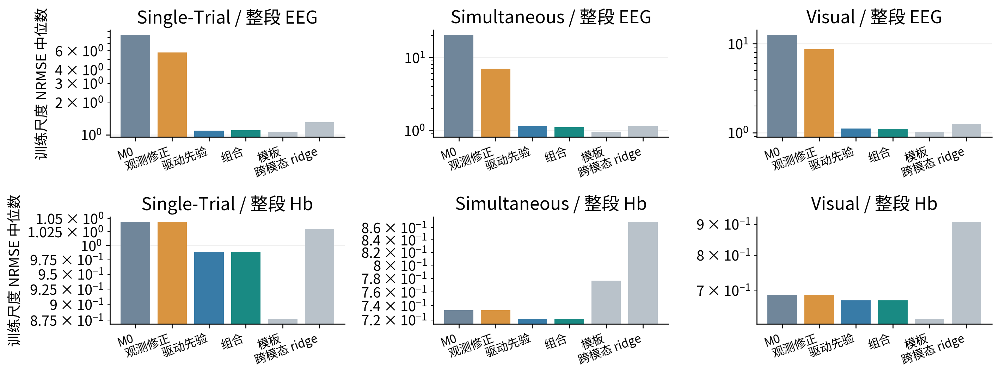 Single-Trial / 整段 EEG
训练尺度 NRMSE 中位数
6 × 10⁰
4 × 10⁰
3 × 10⁰
2 × 10⁰
10⁰
M0
观测修正
驱动先验
组合
模板
跨模态 ridge
Simultaneous / 整段 EEG
10¹
10⁰
M0
观测修正
驱动先验
组合
模板
跨模态 ridge
Visual / 整段 EEG
10¹
10⁰
M0
观测修正
驱动先验
组合
模板
跨模态 ridge
Single-Trial / 整段 Hb
训练尺度 NRMSE 中位数
1.05 × 10⁰
1.025 × 10⁰
10⁰
9.75 × 10⁻¹
9.5 × 10⁻¹
9.25 × 10⁻¹
9 × 10⁻¹
8.75 × 10⁻¹
M0
观测修正
驱动先验
组合
模板
跨模态 ridge
Simultaneous / 整段 Hb
8.6 × 10⁻¹
8.4 × 10⁻¹
8.2 × 10⁻¹
8 × 10⁻¹
7.8 × 10⁻¹
7.6 × 10⁻¹
7.4 × 10⁻¹
7.2 × 10⁻¹
M0
观测修正
驱动先验
组合
模板
跨模态 ridge
Visual / 整段 Hb
9 × 10⁻¹
8 × 10⁻¹
7 × 10⁻¹
M0
观测修正
驱动先验
组合
模板
跨模态 ridge